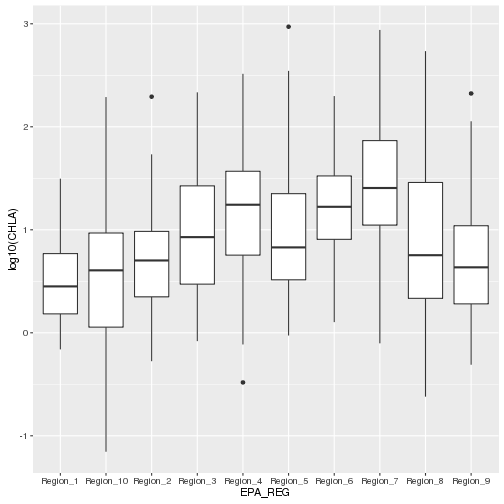 3
2
1
0
-1
log10(CHLA)
Region_1 Region_10 Region_2 Region_3 Region_4 Region_5 Region_6 Region_7 Region_8 Region_9
EPA_REG